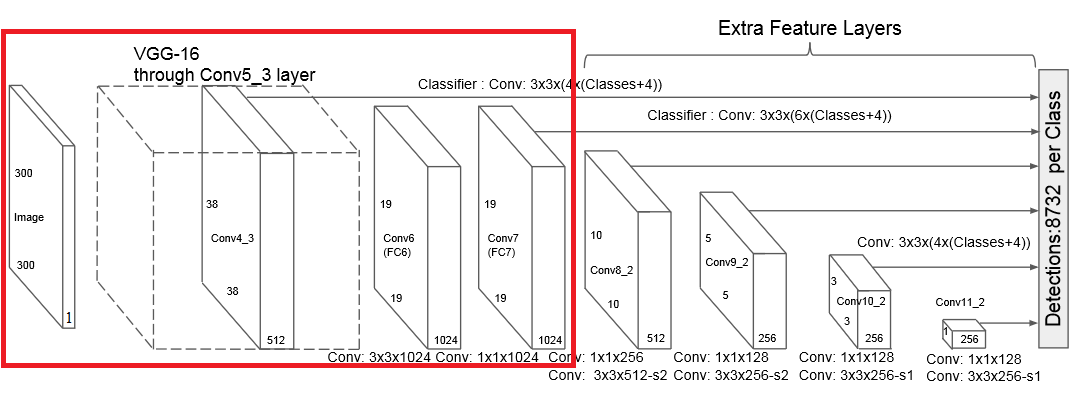 Extra Feature Layers
VGG-16
through Conv5_3 layer
Classifier : Conv: 3x3x(4x(Classes+4))
Classifier : Conv: 3x3x(6x(Classes+4))
300
Image
300
1
38
Conv4_3
38
512
19
Conv6
(FC6)
19
1024
19
Conv7
(FC7)
19
1024
10
Conv8_2
10
512
5
Conv9_2
5
256
Conv: 3x3x(4x(Classes+4))
3
Conv10_2
3
256
Conv11_2
1
256
Detections:8732 per Class
Conv: 3x3x1024
Conv: 1x1x1024
Conv: 1x1x256
Conv: 3x3x512-s2
Conv: 1x1x128
Conv: 3x3x256-s2
Conv: 1x1x128
Conv: 3x3x256-s1
Conv: 1x1x128
Conv: 3x3x256-s1